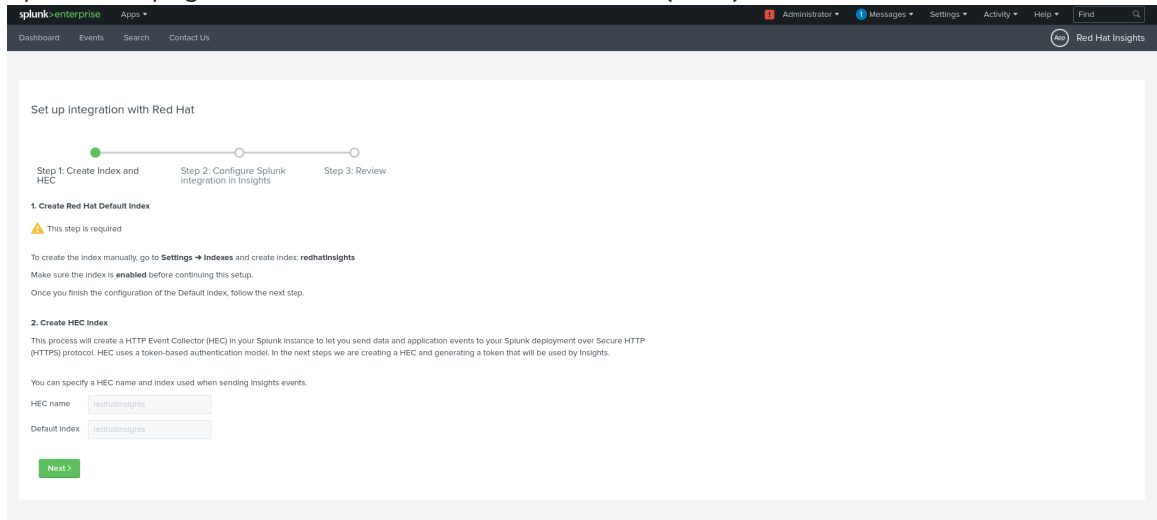 splunk>enterprise Apps ▾ ! Administrator ▾ 1 Messages ▾ Settings ▾ Activity ▾ Help ▾ Find
Dashboard Events Search Contact Us App Red Hat Insights
Set up integration with Red Hat
Step 1: Create Index and HEC
Step 2: Configure Splunk integration in Insights
Step 3: Review
1. Create Red Hat Default Index
This step is required
To create the index manually, go to Settings ➔ Indexes and create index: redhatinsights
Make sure the index is enabled before continuing this setup.
Once you finish the configuration of the Default index, follow the next step.
2. Create HEC Index
This process will create a HTTP Event Collector (HEC) in your Splunk instance to let you send data and application events to your Splunk deployment over Secure HTTP
(HTTPS) protocol. HEC uses a token-based authentication model. In the next steps we are creating a HEC and generating a token that will be used by Insights.
You can specify a HEC name and index used when sending Insights events.
HEC name redhatinsights
Default Index redhatinsights
Next >